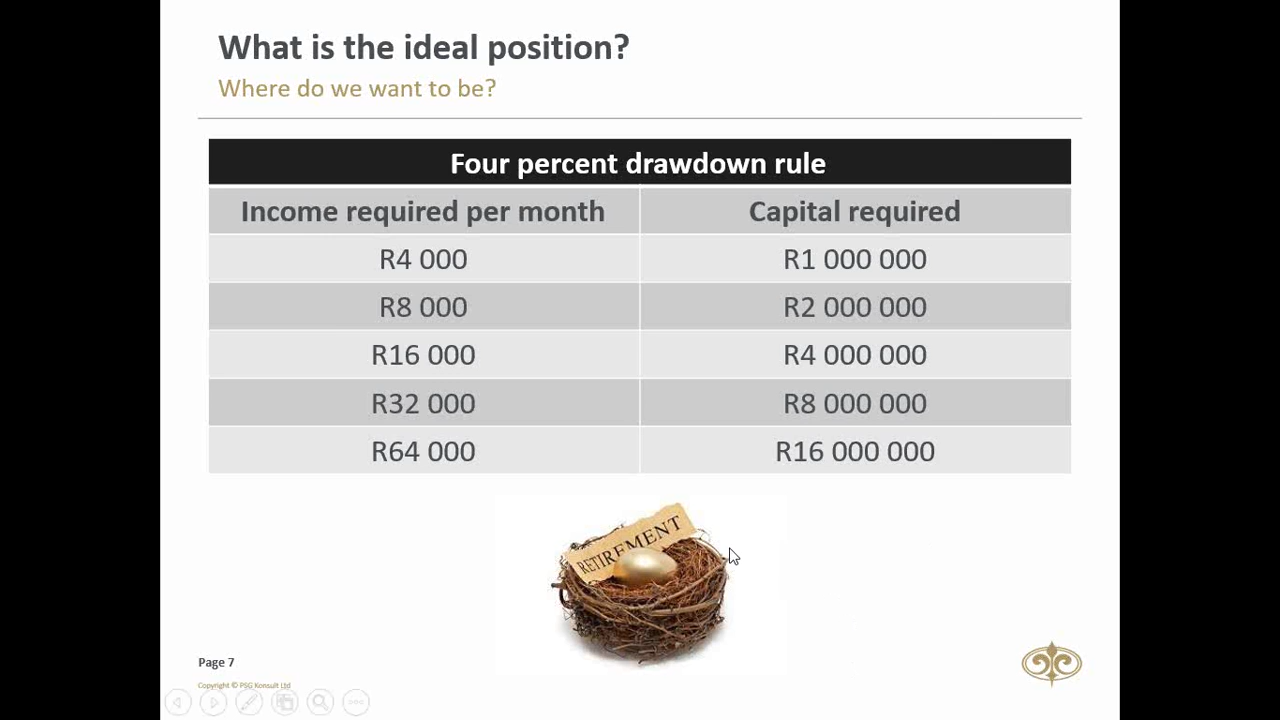 What is the ideal position?
Where do we want to be?
Four percent drawdown rule
Income required per month Capital required
R4 000 R1 000 000
R8 000 R2 000 000
R16 000 R4 000 000
R32 000 R8 000 000
R64 000 R16 000 000
RETIREMENT
Page 7
Copyright © PSG Konsult Ltd